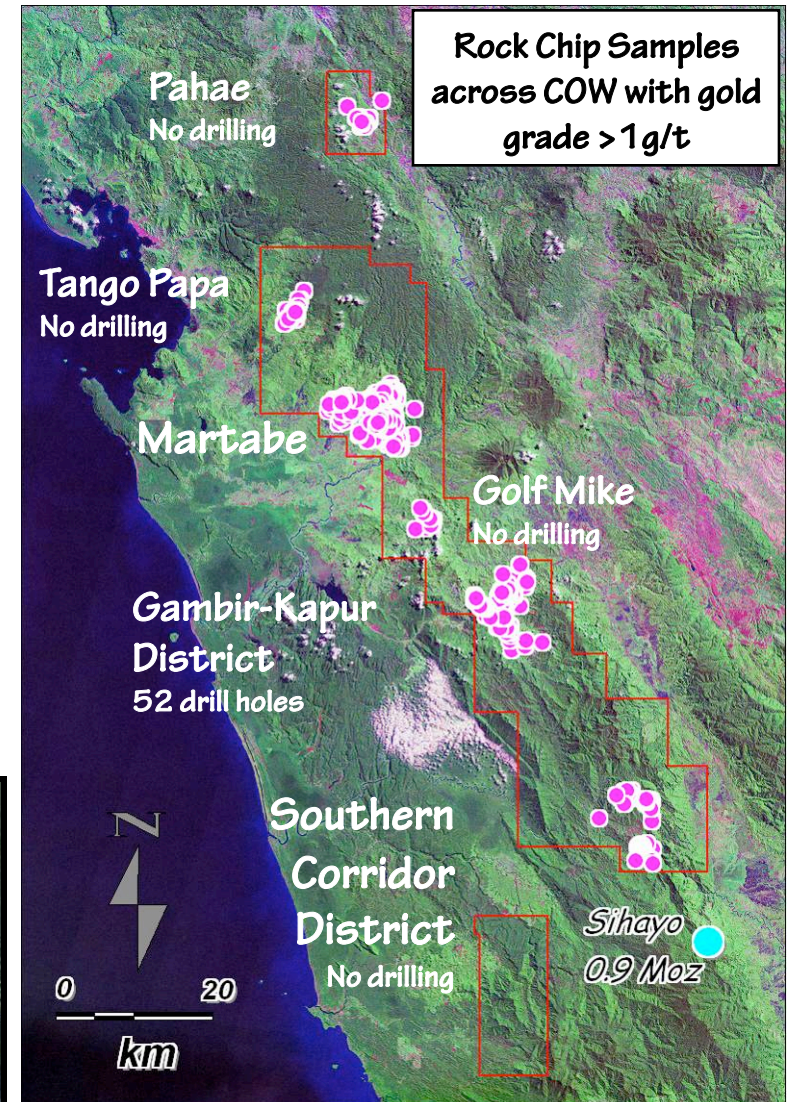 Rock Chip Samples
across COW with gold
grade >1g/t
Pahae
No drilling
Tango Papa
No drilling
Martabe
Golf Mike
No drilling
Gambir-Kapur
District
52 drill holes
Southern
Corridor
District
No drilling
Sihayo
0.9 Moz
N
0 20
km